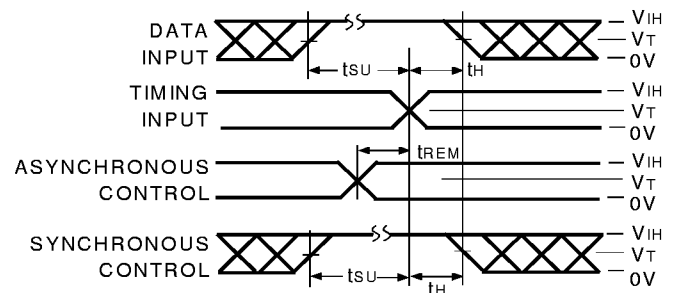 DATA
INPUT
tSU
tH
VIH
VT
0V
TIMING
INPUT
VIH
VT
0V
tREM
ASYNCHRONOUS
CONTROL
VIH
VT
0V
SYNCHRONOUS
CONTROL
tSU
tH
VIH
VT
0V